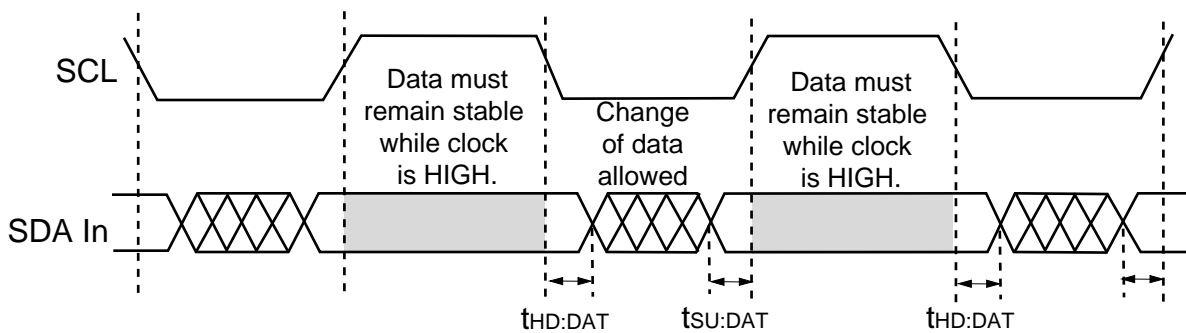 SCL
Data must
remain stable
while clock
is HIGH.
Change
of data
allowed
Data must
remain stable
while clock
is HIGH.
SDA In
tHD:DAT
tSU:DAT
tHD:DAT